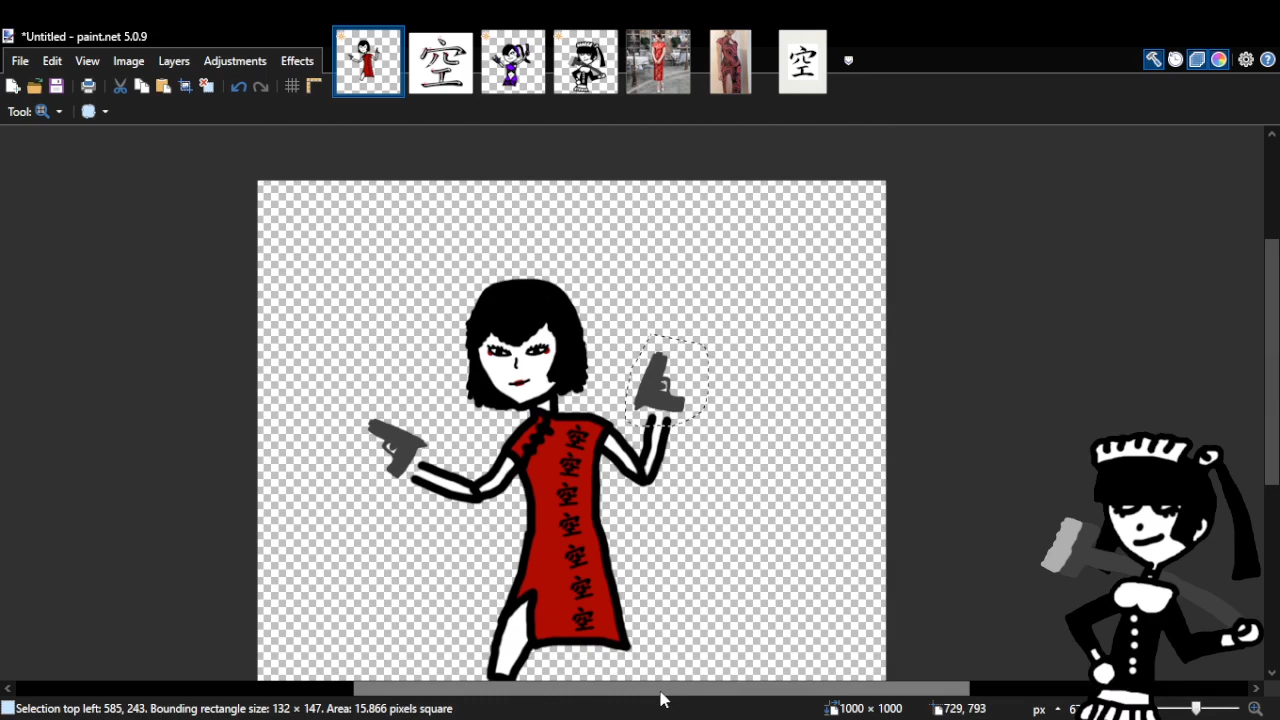 *Untitled - paint.net 5.0.9
File Edit View Image Layers Adjustments Effects
空
空
Tool:
空
空
空
空
空
空
空
Selection top left: 585, 243. Bounding rectangle size: 132 × 147. Area: 15.866 pixels square
1000 × 1000
729, 793
px